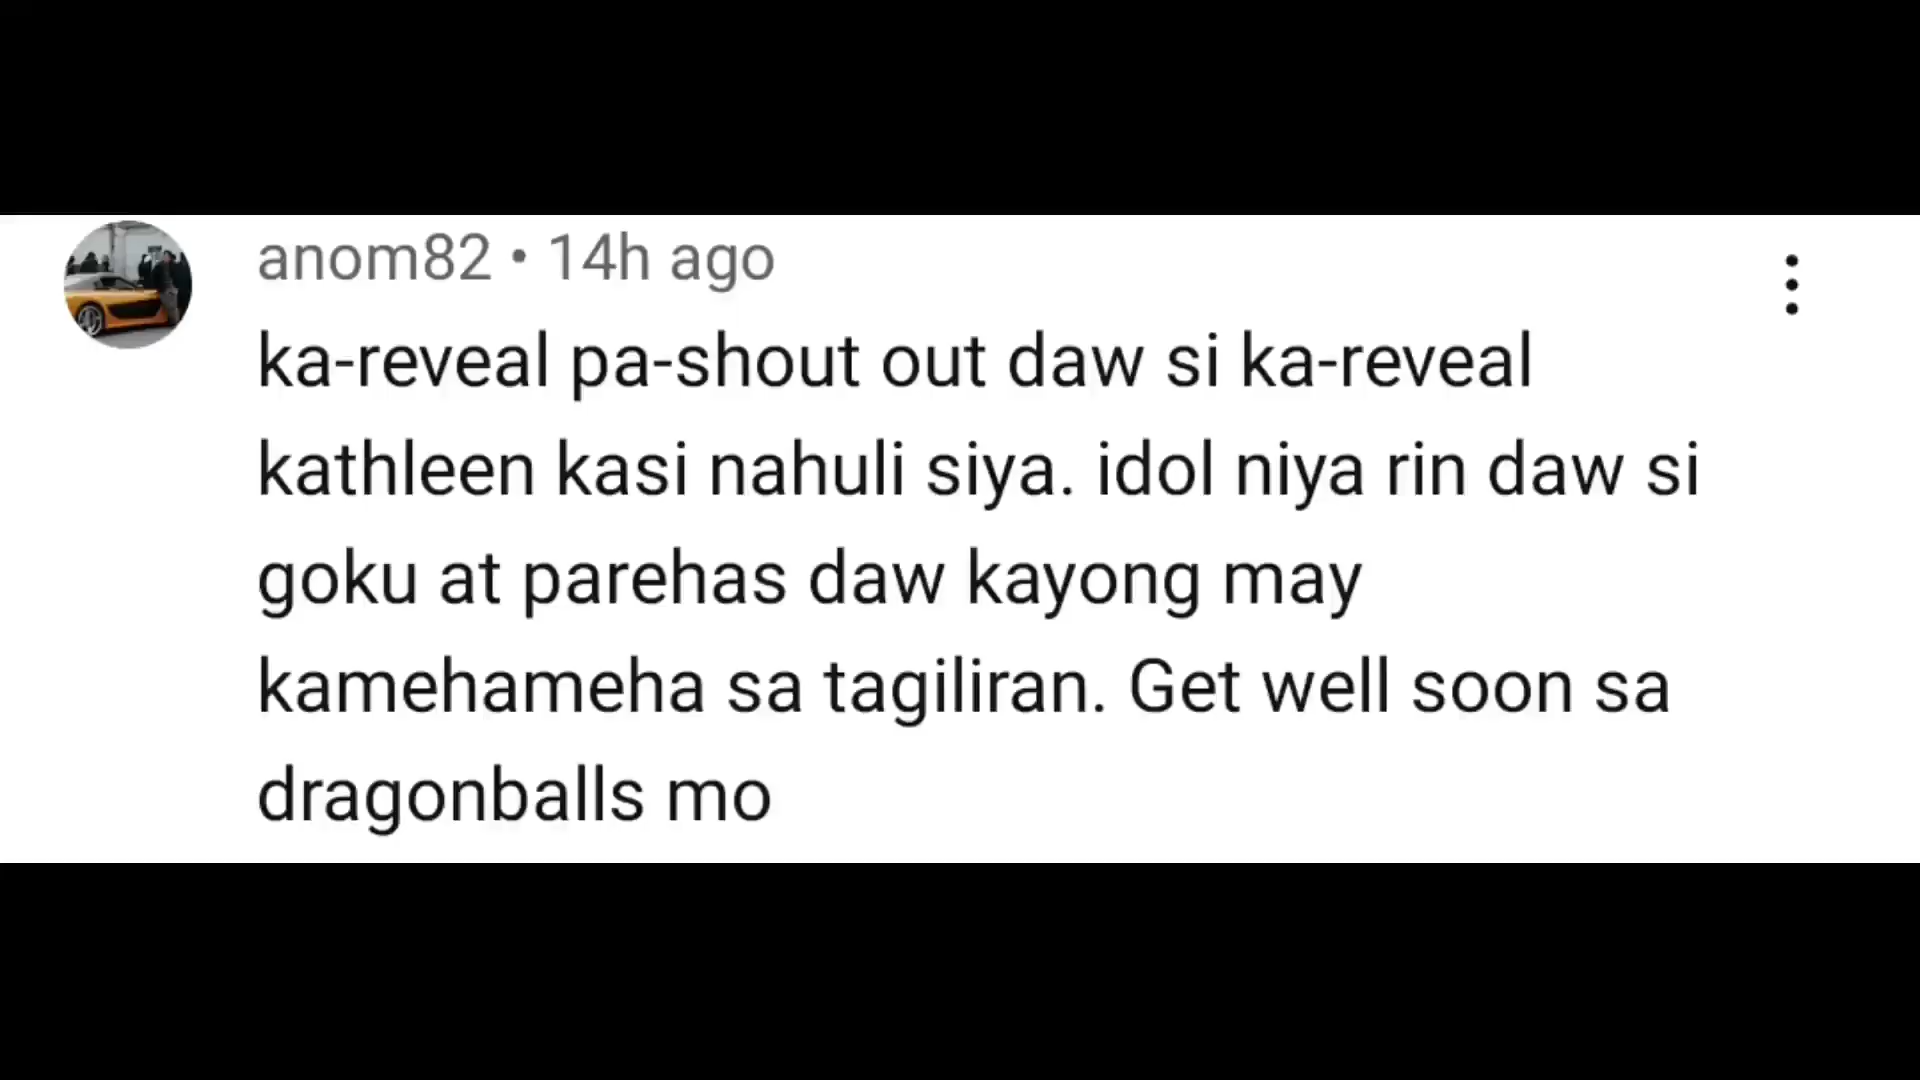 anom82 • 14h ago
ka-reveal pa-shout out daw si ka-reveal
kathleen kasi nahuli siya. idol niya rin daw si
goku at parehas daw kayong may
kamehameha sa tagiliran. Get well soon sa
dragonballs mo